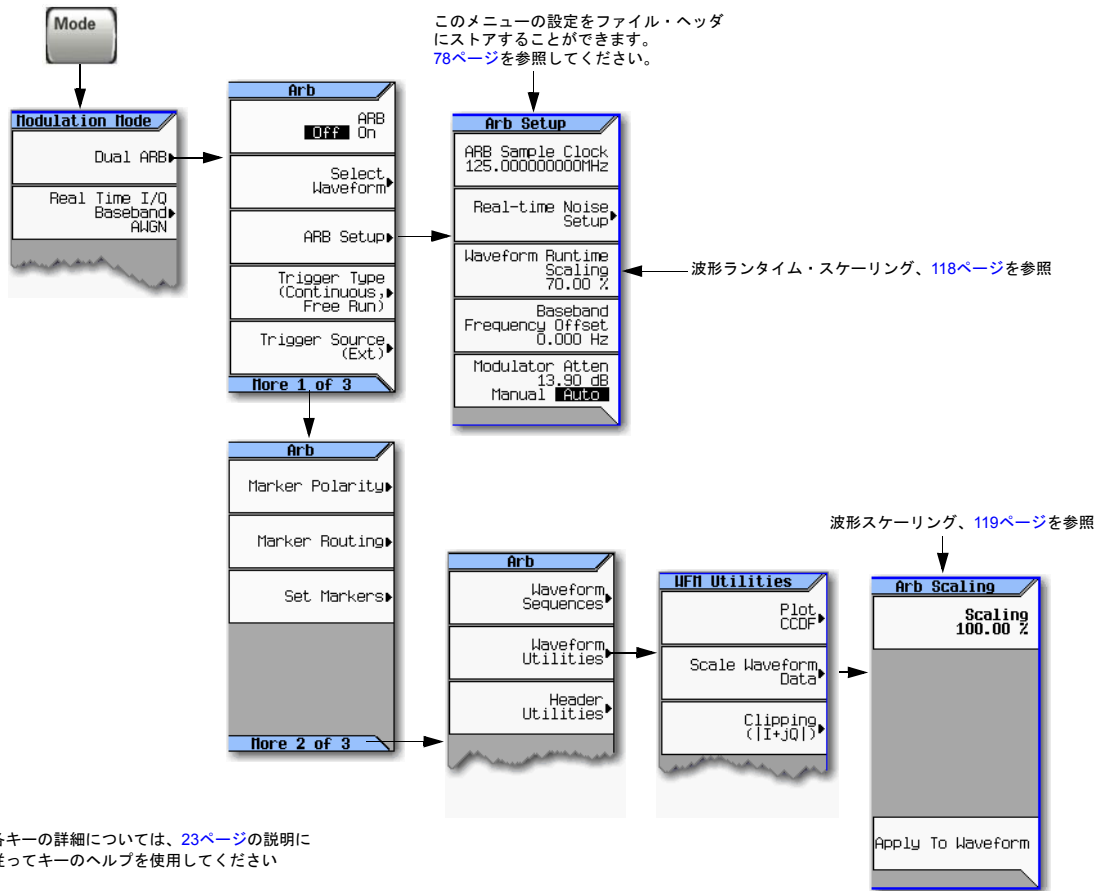 Mode
このメニューの設定をファイル・ヘッダ
にストアすることができます。
78ページを参照してください。
Modulation Mode
Dual ARB
Real Time I/Q
Baseband
AWGN
Arb
ARB
Off On
Select
Waveform
ARB Setup
Trigger Type
(Continuous,
Free Run)
Trigger Source
(Ext)
More 1 of 3
Arb Setup
ARB Sample Clock
125.000000000MHz
Real-time Noise
Setup
Waveform Runtime
Scaling
70.00 %
Baseband
Frequency Offset
0.000 Hz
Modulator Atten
13.90 dB
Manual Auto
波形ランタイム・スケーリング、118ページを参照
Arb
Marker Polarity
Marker Routing
Set Markers
More 2 of 3
Arb
Waveform
Sequences
Waveform
Utilities
Header
Utilities
WFM Utilities
Plot
CCDF
Scale Waveform
Data
Clipping
(|I+jQ|)
波形スケーリング、119ページを参照
Arb Scaling
Scaling
100.00 %
Apply To Waveform
各キーの詳細については、23ページの説明に
従ってキーのヘルプを使用してください